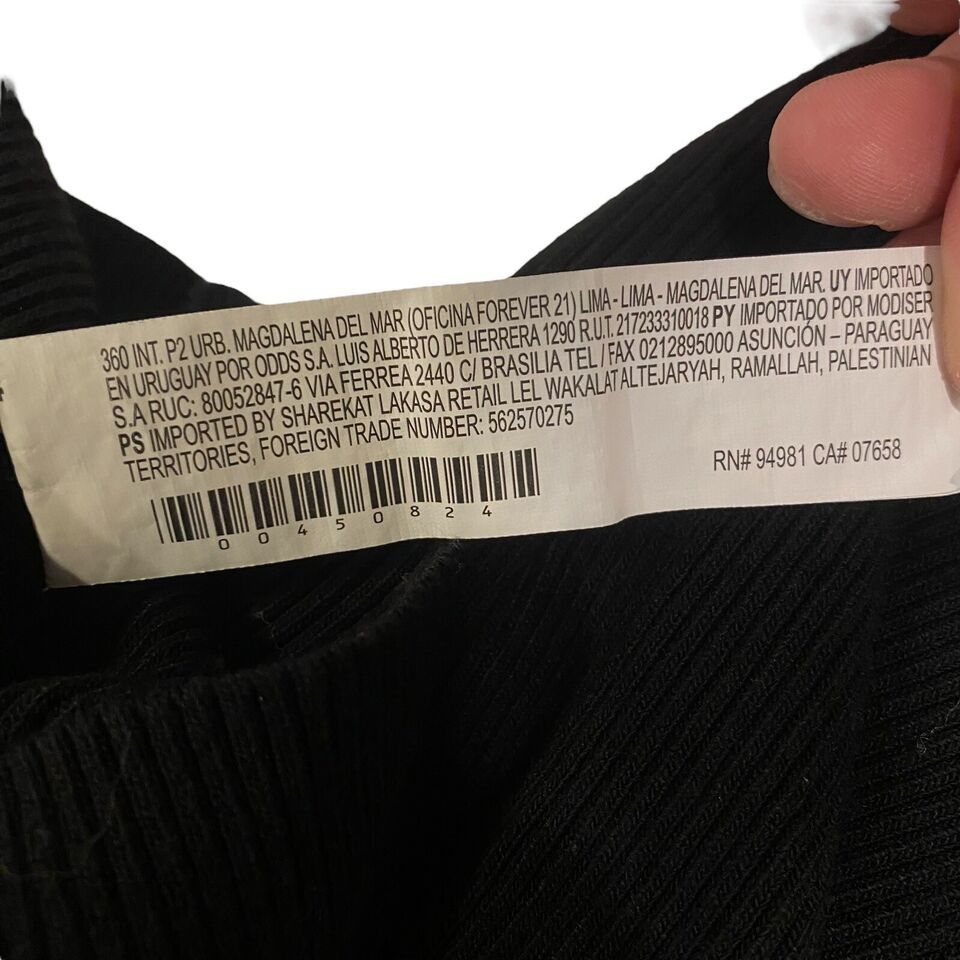 360 INT. P2 URB. MAGDALENA DEL MAR (OFICINA FOREVER 21) LIMA - LIMA - MAGDALENA DEL MAR. UY IMPORTADO
EN URUGUAY POR ODDS S.A. LUIS ALBERTO DE HERRERA 1290 R.U.T. 217233310018 PY IMPORTADO POR MODISER
S.A RUC: 80052847-6 VIA FERREA 2440 C/ BRASILIA TEL / FAX 0212895000 ASUNCIÓN – PARAGUAY
PS IMPORTED BY SHAREKAT LAKASA RETAIL LEL WAKALAT ALTEJARYAH, RAMALLAH, PALESTINIAN
TERRITORIES, FOREIGN TRADE NUMBER: 562570275
RN# 94981 CA# 07658
00450824